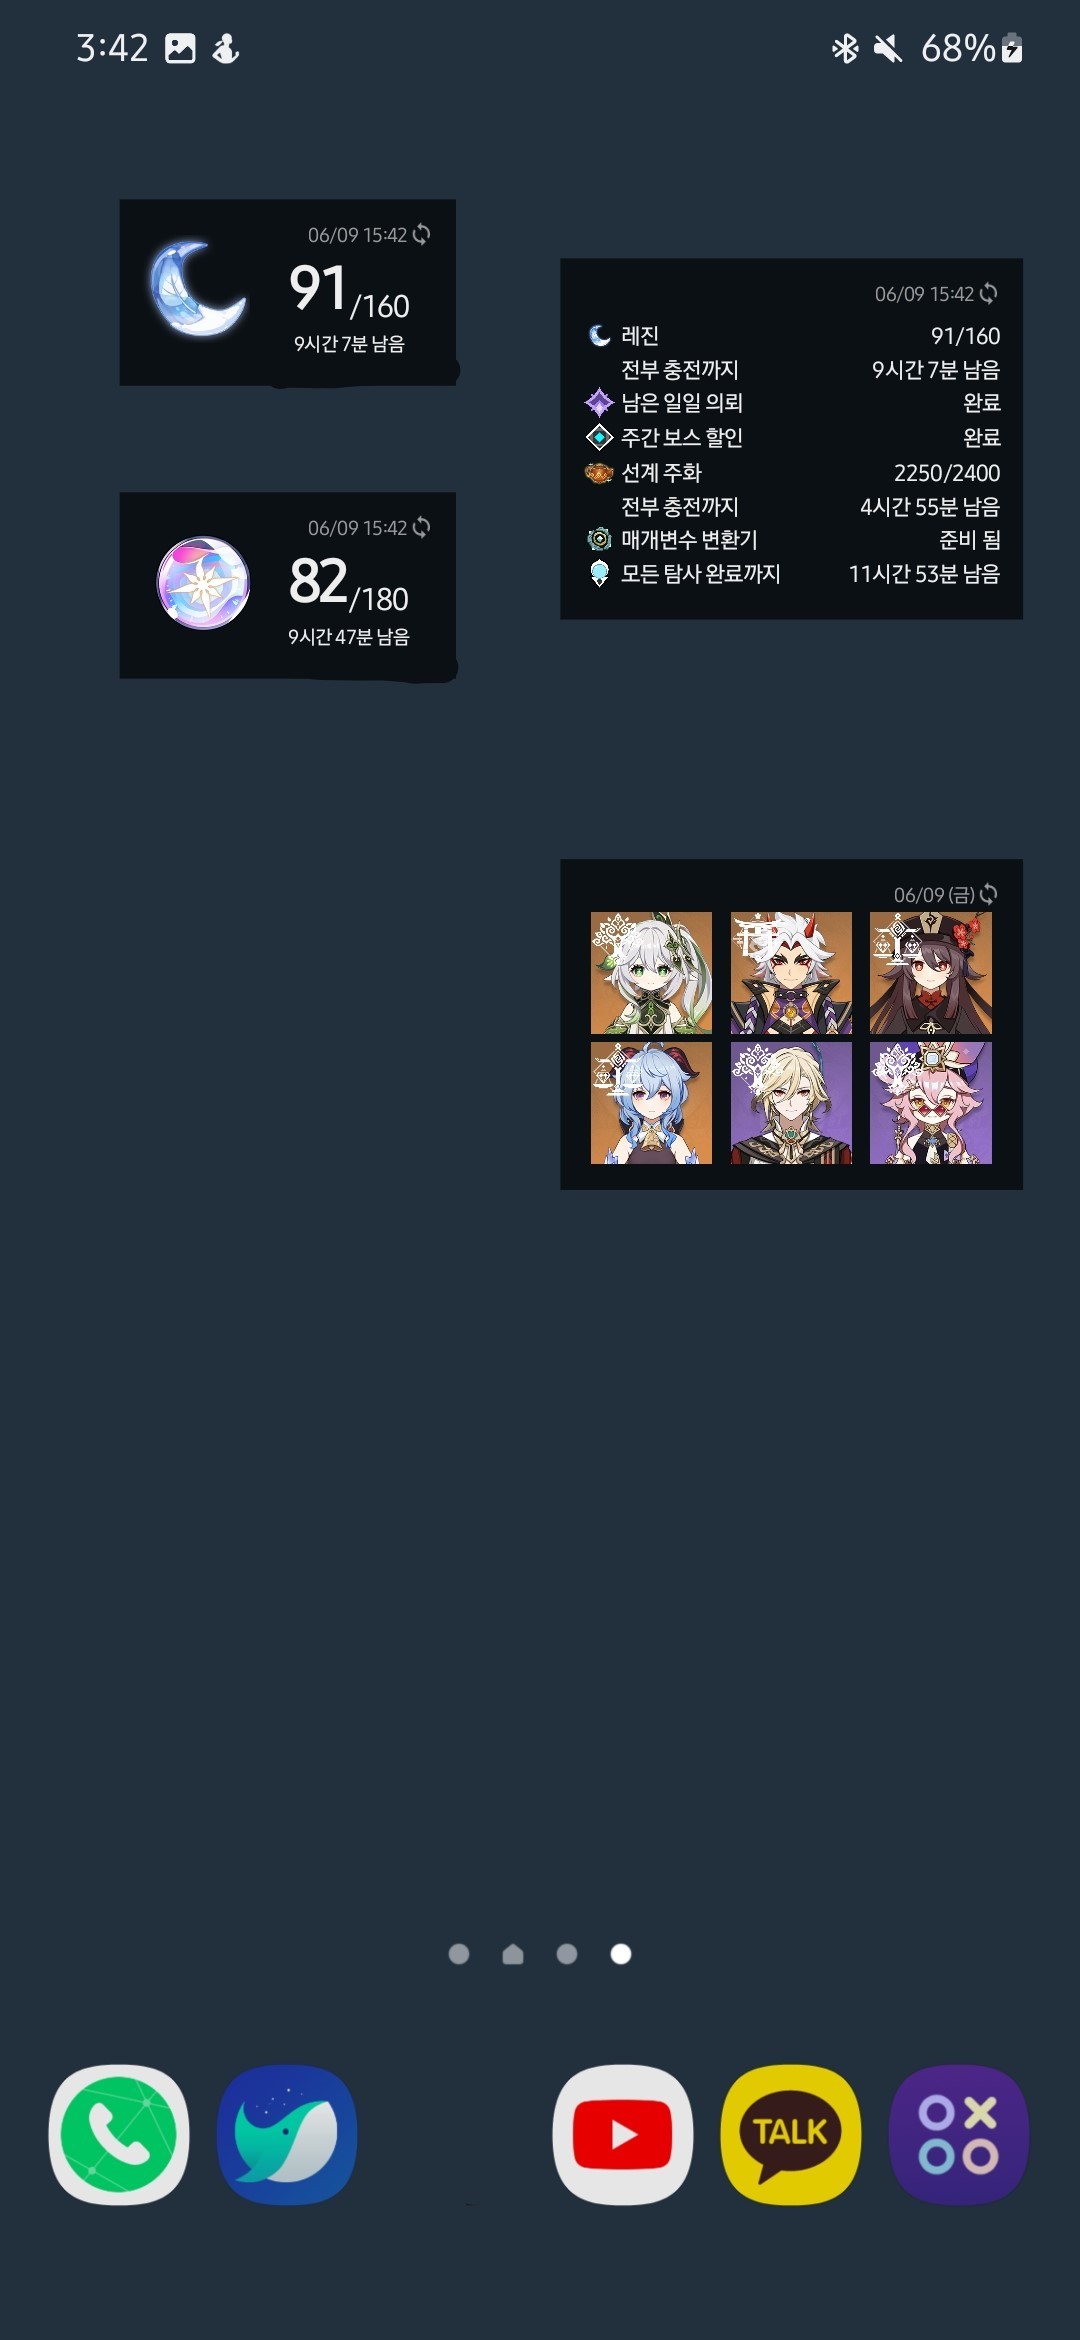 3:42
68%
06/09 15:42
91/160
9시간 7분 남음
06/09 15:42
82/180
9시간 47분 남음
06/09 15:42
레진 91/160
전부 충전까지 9시간 7분 남음
남은 일일 의뢰 완료
주간 보스 할인 완료
선계 주화 2250/2400
전부 충전까지 4시간 55분 남음
매개변수 변환기 준비 됨
모든 탐사 완료까지 11시간 53분 남음
06/09 (금)
TALK